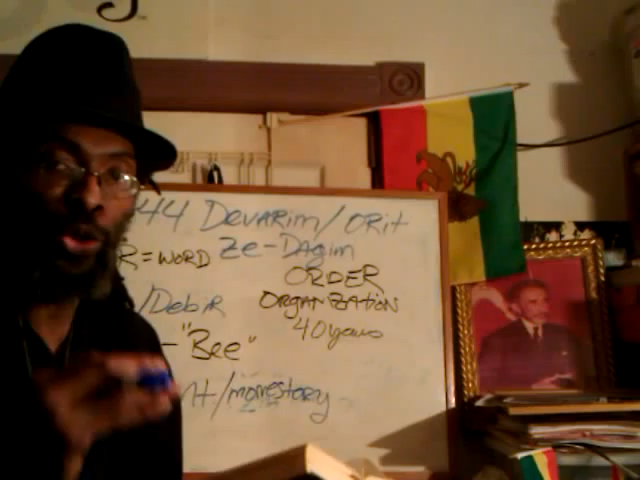 44 DEVARIM/ORIT
ZE-DAGIM
R=WORD
ORDER
/DEBIR
ORGANIZATION
40 years
-"Bee"
nt/monestory